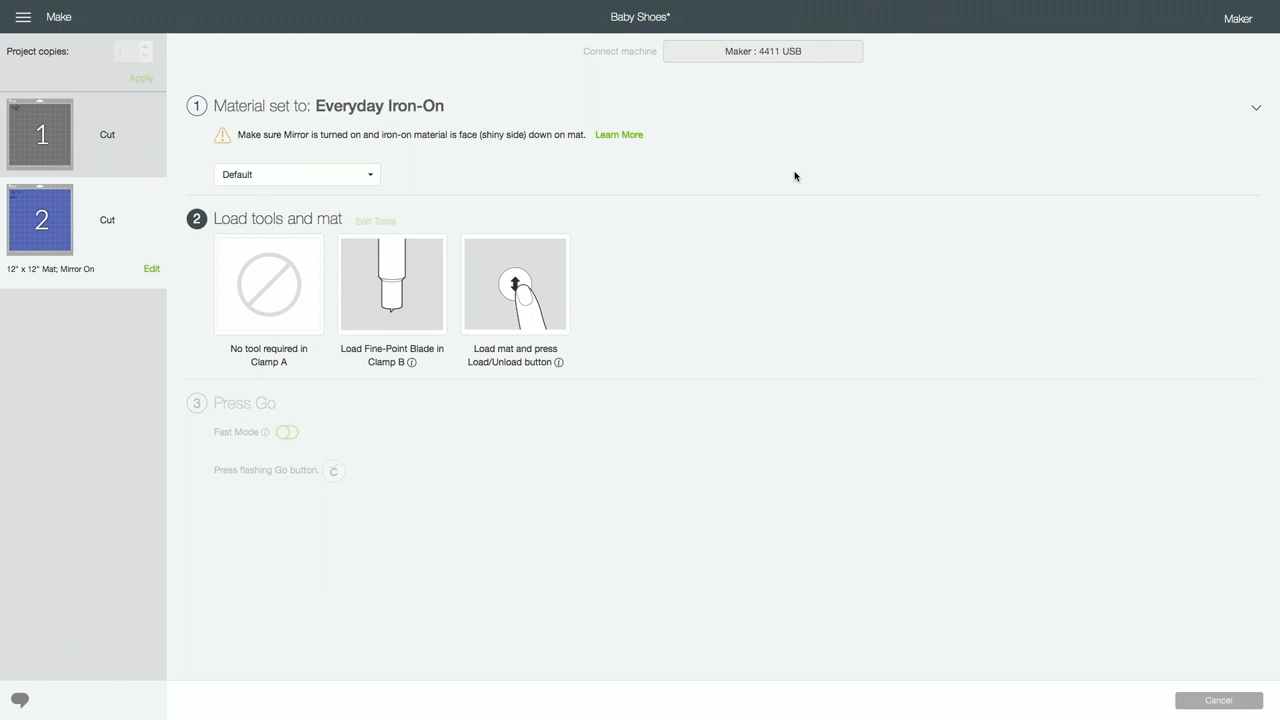 Make
Baby Shoes*
Maker
Project copies:
1
Apply
Connect machine
Maker : 4411 USB
1
Cut
2
Cut
12" x 12" Mat; Mirror On
Edit
1
Material set to: Everyday Iron-On
Make sure Mirror is turned on and iron-on material is face (shiny side) down on mat. Learn More
Default
2
Load tools and mat
Edit Tools
No tool required in
Clamp A
Load Fine-Point Blade in
Clamp B
Load mat and press
Load/Unload button
3
Press Go
Fast Mode
Press flashing Go button.
Cancel